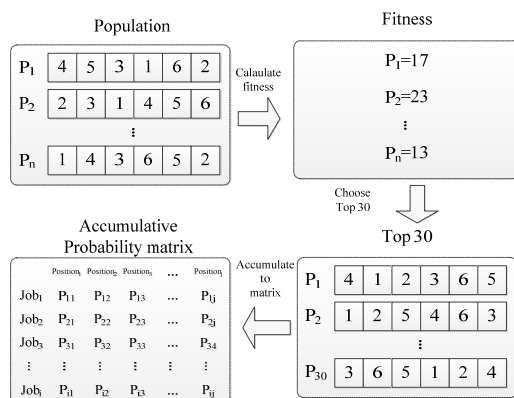 Population
P1 4 5 3 1 6 2
P2 2 3 1 4 5 6
⋮
Pn 1 4 3 6 5 2
Calaulate
fitness
Fitness
P1=17
P2=23
⋮
Pn=13
Choose
Top 30
Top 30
P1 4 1 2 3 6 5
P2 1 2 5 4 6 3
⋮
P30 3 6 5 1 2 4
Accumulate
to
matrix
Accumulative
Probability matrix
Position1 Position2 Position3 ... Positionj
Job1 P11 P12 P13 ... P1j
Job2 P21 P22 P23 ... P2j
Job3 P31 P32 P33 ... P34
⋮ ⋮ ⋮ ⋮ ⋮
Jobi Pi1 Pi2 Pi3 ... Pij